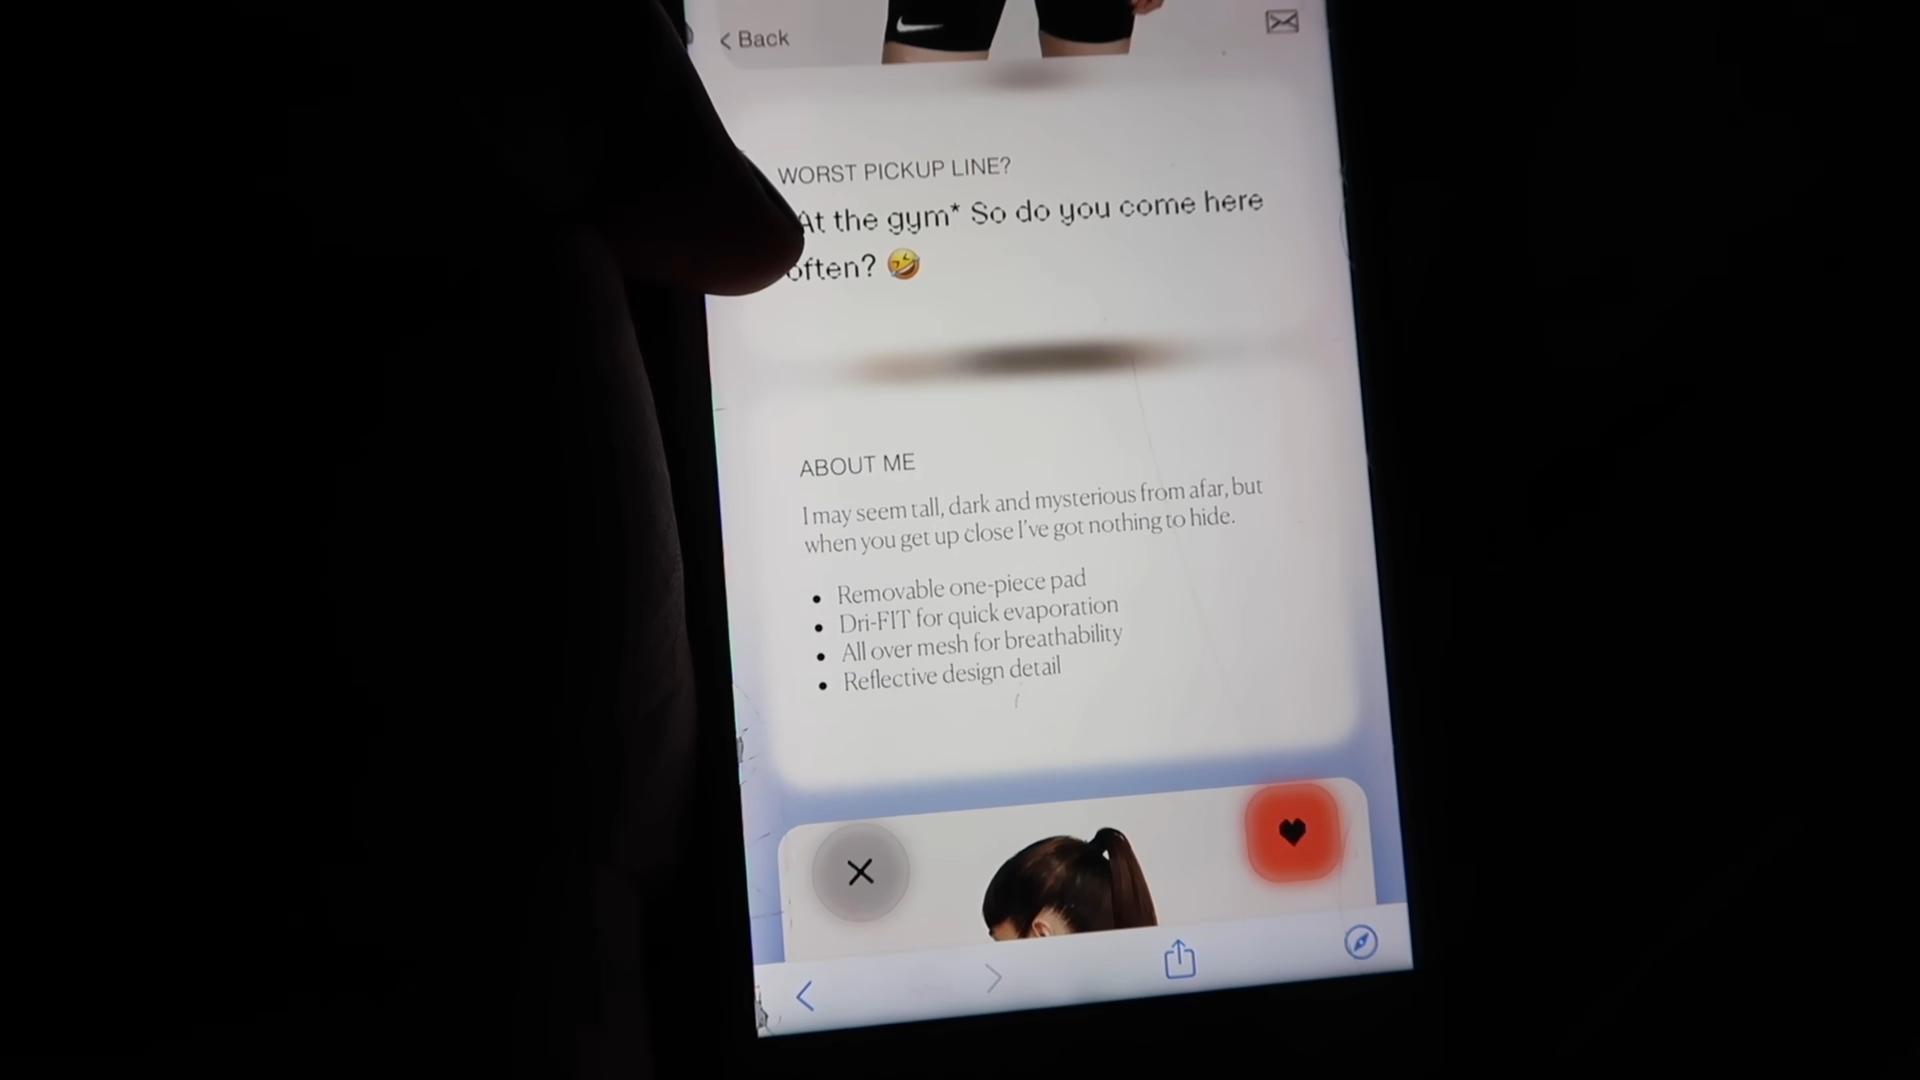 Back
WORST PICKUP LINE?
At the gym* So do you come here
often? 🤣
ABOUT ME
I may seem tall, dark and mysterious from afar, but
when you get up close I've got nothing to hide.
• Removable one-piece pad
• Dri-FIT for quick evaporation
• All over mesh for breathability
• Reflective design detail